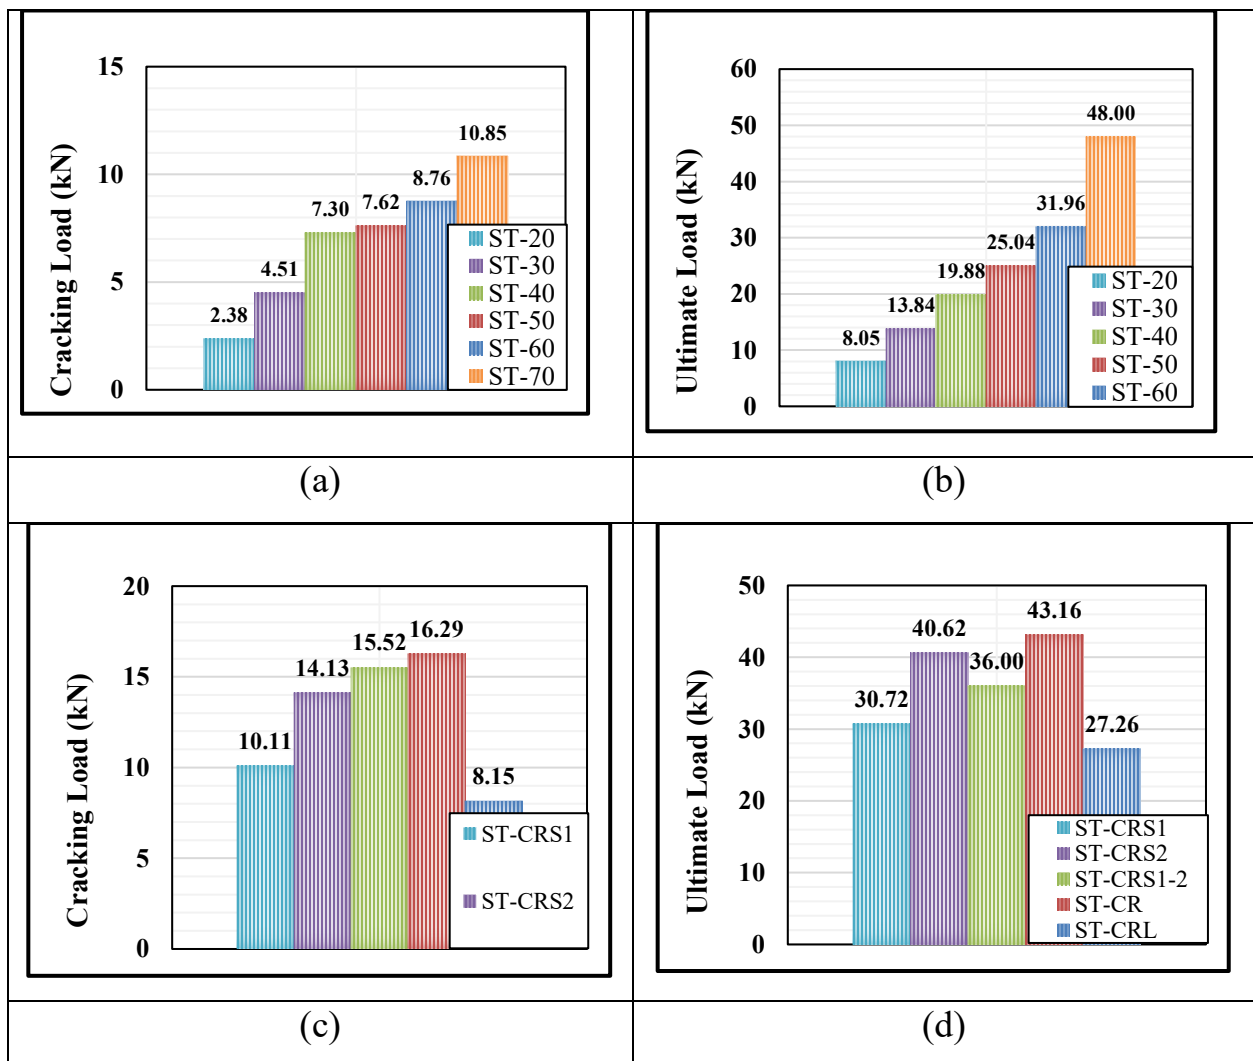 15
10
5
0
Cracking Load (kN)
2.38
4.51
7.30
7.62
8.76
10.85
ST-20
ST-30
ST-40
ST-50
ST-60
ST-70
(a)
60
50
40
30
20
10
0
Ultimate Load (kN)
8.05
13.84
19.88
25.04
31.96
48.00
ST-20
ST-30
ST-40
ST-50
ST-60
(b)
20
15
10
5
0
Cracking Load (kN)
10.11
14.13
15.52
16.29
8.15
ST-CRS1
ST-CRS2
(c)
50
40
30
20
10
0
Ultimate Load (kN)
30.72
40.62
36.00
43.16
27.26
ST-CRS1
ST-CRS2
ST-CRS1-2
ST-CR
ST-CRL
(d)